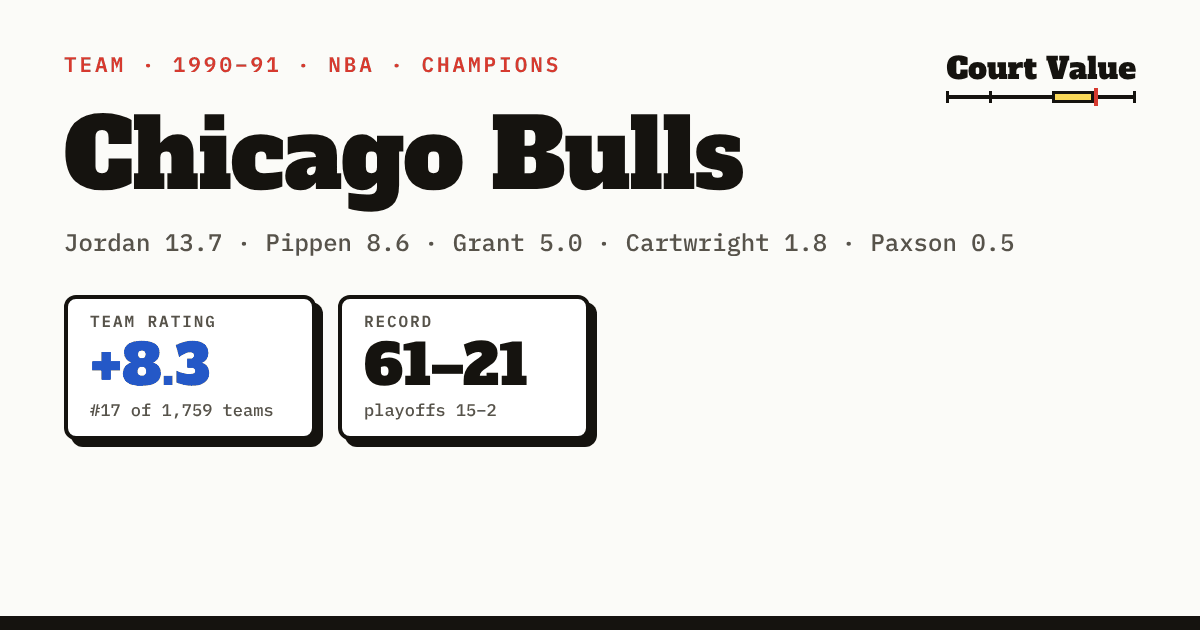 TEAM · 1990–91 · NBA · CHAMPIONS
Court Value
Chicago Bulls
Jordan 13.7 · Pippen 8.6 · Grant 5.0 · Cartwright 1.8 · Paxson 0.5
TEAM RATING
+8.3
#17 of 1,759 teams
RECORD
61–21
playoffs 15–2